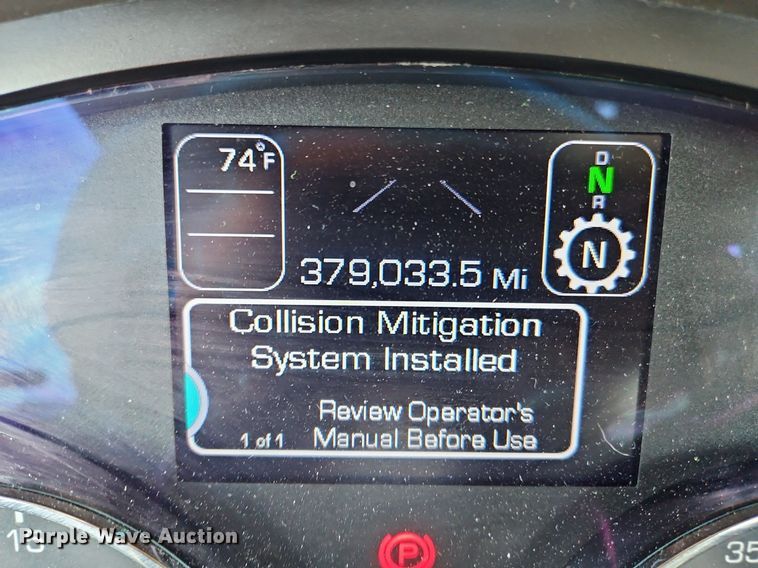 74°F
D
N
R
N
379,033.5 Mi
Collision Mitigation
System Installed
Review Operator's
1 of 1 Manual Before Use
P
35
Purple Wave Auction